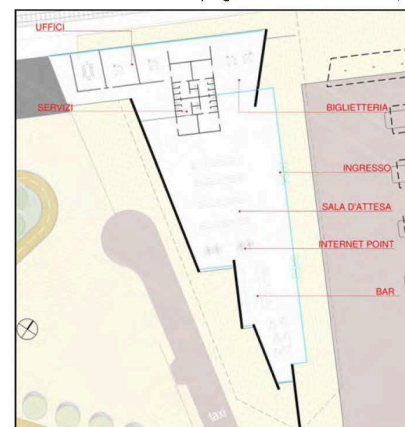 UFFICI
SERVIZI
BIGLIETTERIA
INGRESSO
SALA D'ATTESA
INTERNET POINT
BAR
taxi